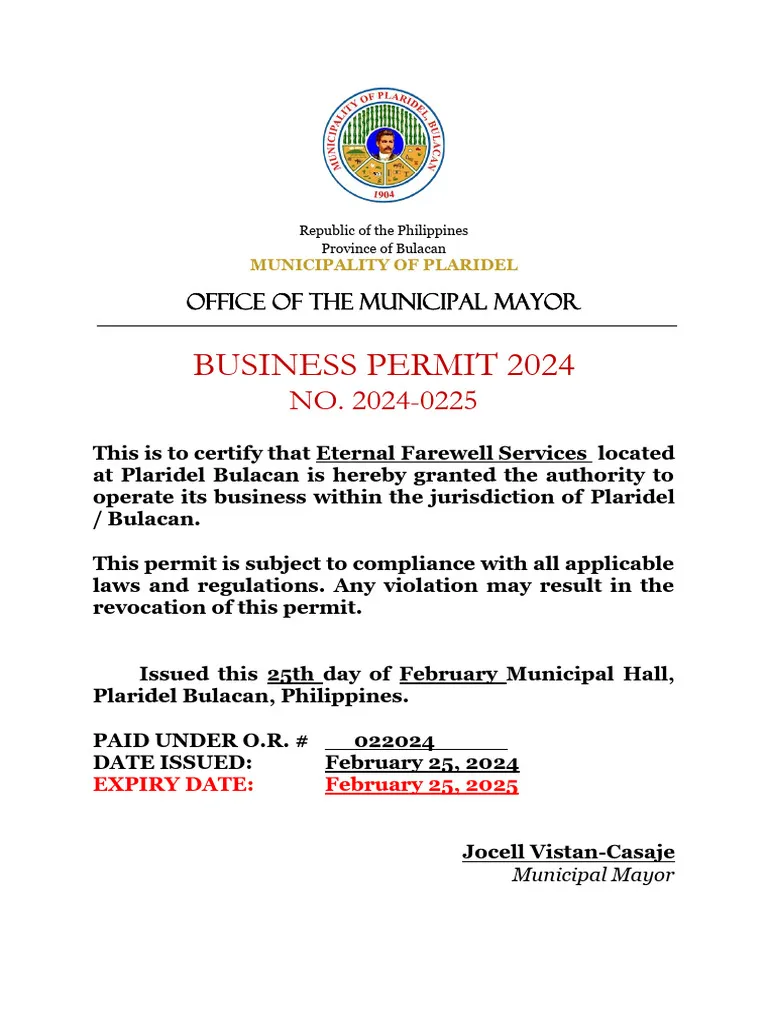 MUNICIPALITY OF PLARIDEL, BULACAN
1904
Republic of the Philippines
Province of Bulacan
MUNICIPALITY OF PLARIDEL
OFFICE OF THE MUNICIPAL MAYOR
BUSINESS PERMIT 2024
NO. 2024-0225
This is to certify that Eternal Farewell Services located
at Plaridel Bulacan is hereby granted the authority to
operate its business within the jurisdiction of Plaridel
/ Bulacan.
This permit is subject to compliance with all applicable
laws and regulations. Any violation may result in the
revocation of this permit.
Issued this 25th day of February Municipal Hall,
Plaridel Bulacan, Philippines.
PAID UNDER O.R. # 022024
DATE ISSUED: February 25, 2024
EXPIRY DATE: February 25, 2025
Jocell Vistan-Casaje
Municipal Mayor